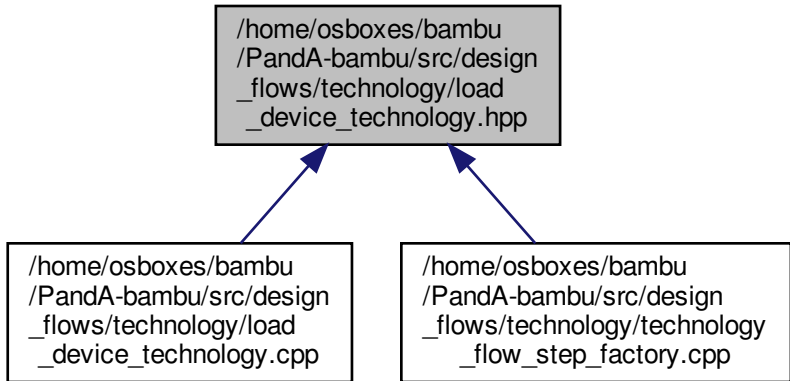 /home/osboxes/bambu
/PandA-bambu/src/design
_flows/technology/load
_device_technology.hpp
/home/osboxes/bambu
/PandA-bambu/src/design
_flows/technology/load
_device_technology.cpp
/home/osboxes/bambu
/PandA-bambu/src/design
_flows/technology/technology
_flow_step_factory.cpp